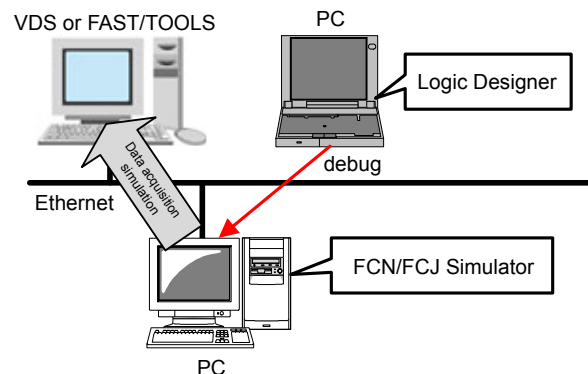 VDS or FAST/TOOLS
PC
Logic Designer
Data acquisition
simulation
debug
Ethernet
FCN/FCJ Simulator
PC